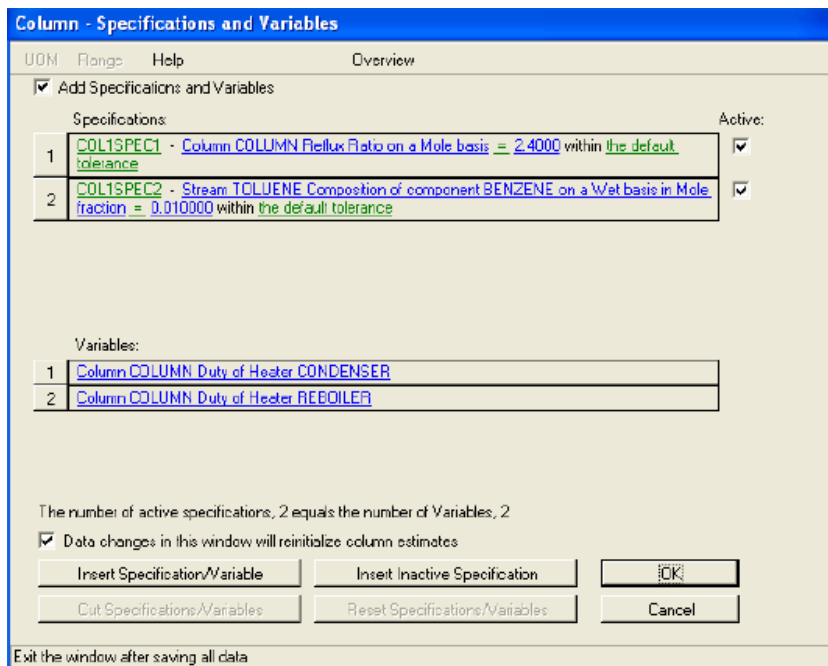 Column - Specifications and Variables
UOM Range Help Overview
Add Specifications and Variables
Specifications: Active:
1 COL1SPEC1 - Column COLUMN Reflux Ratio on a Mole basis = 2.4000 within the default
tolerance
2 COL1SPEC2 - Stream TOLUENE Composition of component BENZENE on a Wet basis in Mole
fraction = 0.010000 within the default tolerance
Variables:
1 Column COLUMN Duty of Heater CONDENSER
2 Column COLUMN Duty of Heater REBOILER
The number of active specifications, 2 equals the number of Variables, 2
Data changes in this window will reinitialize column estimates
Insert Specification/Variable Insert Inactive Specification OK
Cut Specifications/Variables Reset Specifications/Variables Cancel
Exit the window after saving all data